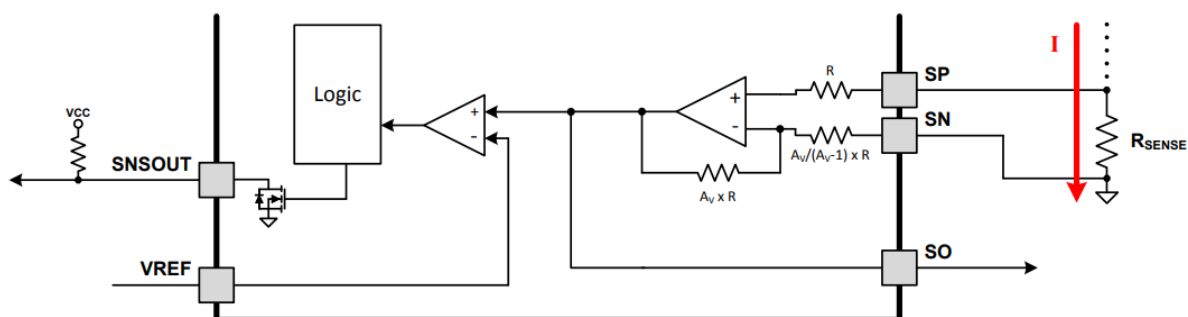 I
R
SP
Logic
VCC
+
-
+
-
SN
RSENSE
SNSOUT
AV/(AV-1) x R
AV x R
VREF
SO